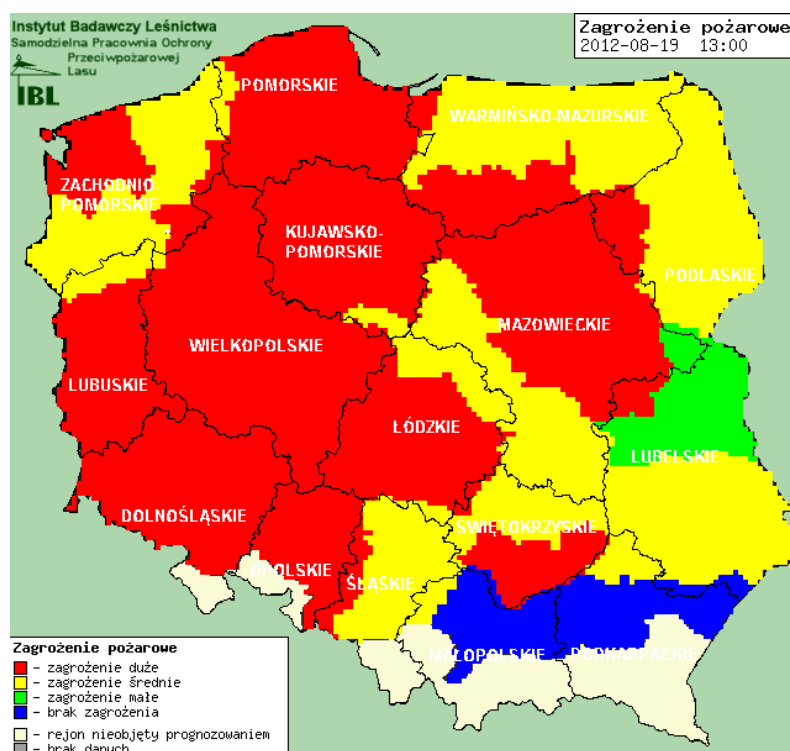 Instytut Badawczy Leśnictwa
Samodzielna Pracownia Ochrony
Przeciwpożarowej
Lasu
IBL
Zagrożenie pożarowe
2012-08-19 13:00
POMORSKIE
WARMIŃSKO-MAZURSKIE
ZACHODNIO-
POMORSKIE
KUJAWSKO-
POMORSKIE
PODLASKIE
MAZOWIECKIE
WIELKOPOLSKIE
LUBUSKIE
ŁÓDZKIE
LUBELSKIE
DOLNOŚLĄSKIE
ŚWIĘTOKRZYSKIE
OPOLSKIE
ŚLĄSKIE
MAŁOPOLSKIE
PODKARPACKIE
Zagrożenie pożarowe
- zagrożenie duże
- zagrożenie średnie
- zagrożenie małe
- brak zagrożenia
- rejon nieobjęty prognozowaniem
- brak danych